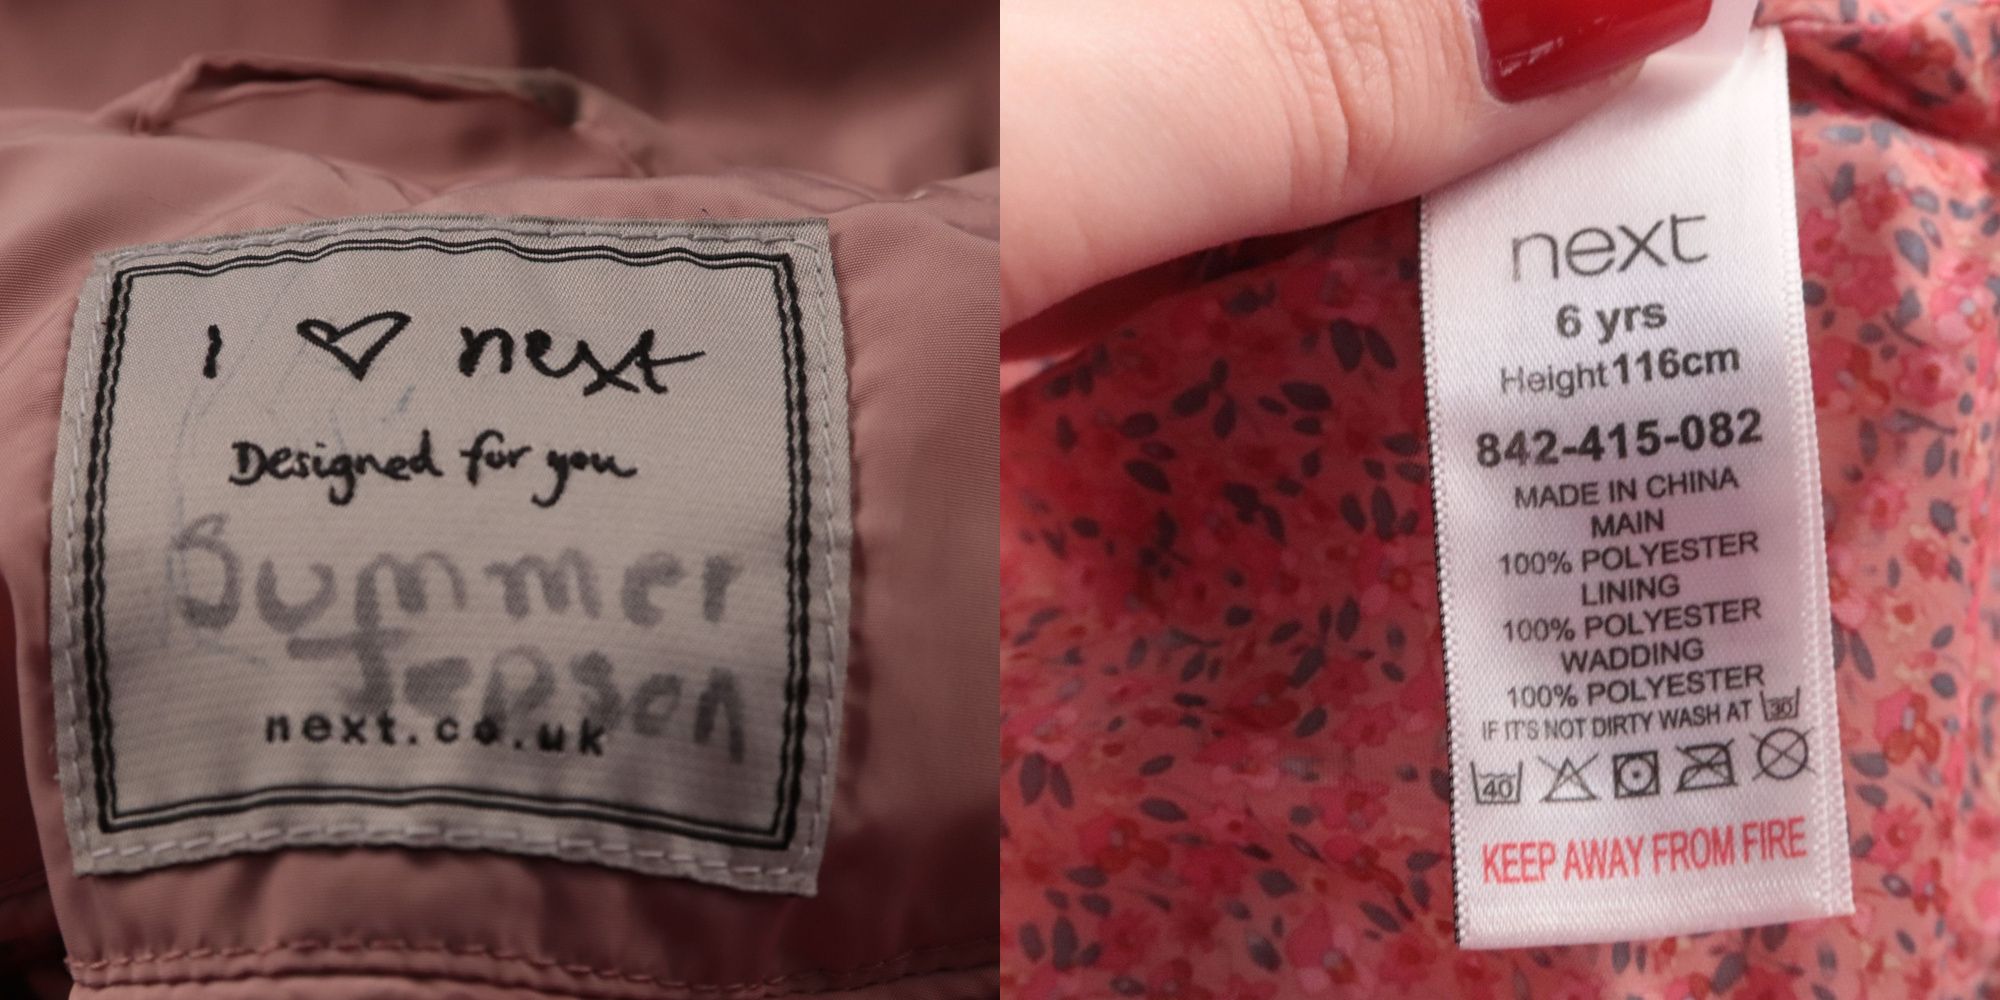 I ♡ next
Designed for you
Summer
Jepson
next.co.uk
next
6 yrs
Height 116cm
842-415-082
MADE IN CHINA
MAIN
100% POLYESTER
LINING
100% POLYESTER
WADDING
100% POLYESTER
IF IT'S NOT DIRTY WASH AT 30
40
KEEP AWAY FROM FIRE